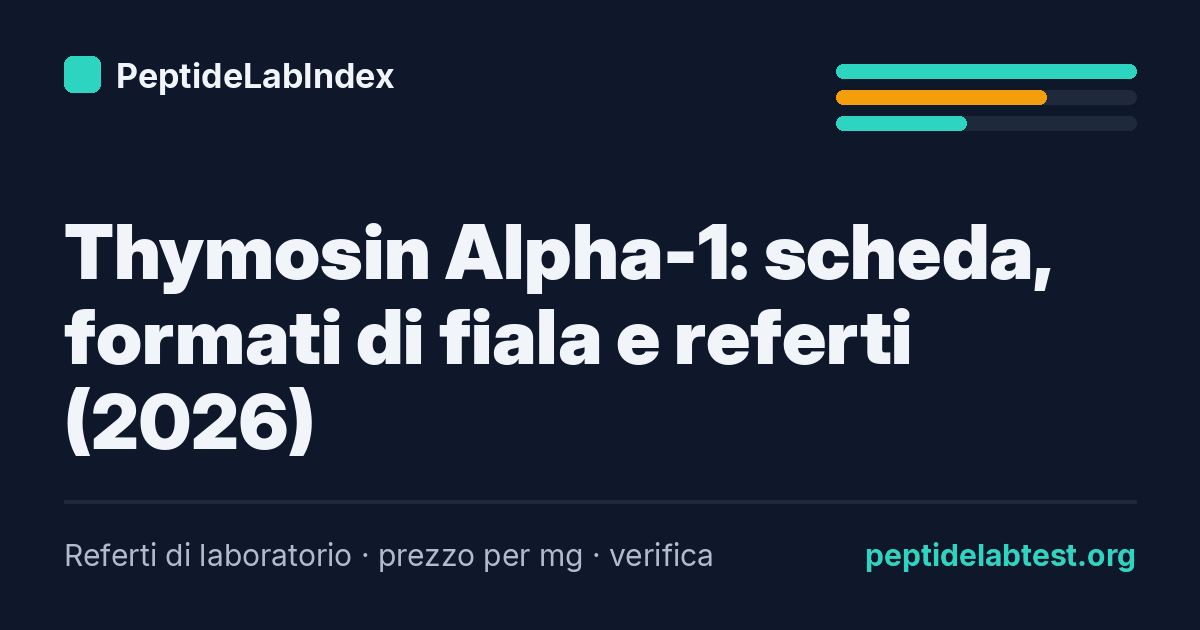 PeptideLabIndex
Thymosin Alpha-1: scheda,
formati di fiala e referti
(2026)
Referti di laboratorio · prezzo per mg · verifica
peptidelabtest.org